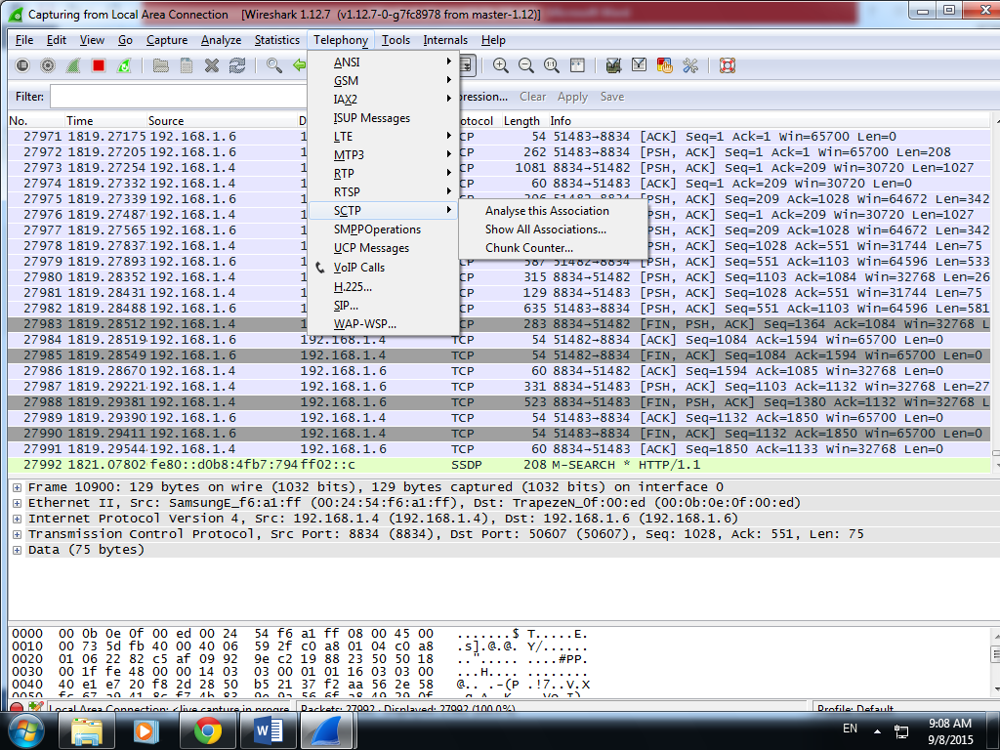 Capturing from Local Area Connection [Wireshark 1.12.7 (v1.12.7-0-g7fc8978 from master-1.12)]
File Edit View Go Capture Analyze Statistics Telephony Tools Internals Help
Filter: pression... Clear Apply Save
ANSI
GSM
IAX2
ISUP Messages
LTE
MTP3
RTP
RTSP
SCTP
SMPPOperations
UCP Messages
VoIP Calls
H.225...
SIP...
WAP-WSP...
Analyse this Association
Show All Associations...
Chunk Counter...
No. Time Source D otocol Length Info
27971 1819.27175 192.168.1.6 1 CP 54 51483→8834 [ACK] Seq=1 Ack=1 Win=65700 Len=0
27972 1819.27205 192.168.1.6 1 CP 262 51483→8834 [PSH, ACK] Seq=1 Ack=1 Win=65700 Len=208
27973 1819.27254 192.168.1.4 1 CP 1081 8834→51483 [PSH, ACK] Seq=1 Ack=209 Win=30720 Len=1027
27974 1819.27332 192.168.1.4 1 CP 60 8834→51483 [ACK] Seq=1 Ack=209 Win=30720 Len=0
27975 1819.27339 192.168.1.6 1 [PSH, ACK] Seq=209 Ack=1028 Win=64672 Len=342
27976 1819.27487 192.168.1.4 1 Seq=1 Ack=209 Win=30720 Len=1027
27977 1819.27504 192.168.1.6 1 Seq=209 Ack=1028 Win=64672 Len=342
27978 1819.27837 192.168.1.4 1 Seq=1028 Ack=551 Win=31744 Len=75
27979 1819.27893 192.168.1.6 1 CP 587 51482→8834 [PSH, ACK] Seq=551 Ack=1103 Win=64596 Len=533
27980 1819.28352 192.168.1.4 1 CP 315 8834→51482 [PSH, ACK] Seq=1103 Ack=1084 Win=32768 Len=26
27981 1819.28431 192.168.1.4 1 CP 129 8834→51483 [PSH, ACK] Seq=1028 Ack=551 Win=31744 Len=75
27982 1819.28488 192.168.1.6 1 CP 635 51483→8834 [PSH, ACK] Seq=551 Ack=1103 Win=64596 Len=581
27983 1819.28512 192.168.1.4 1 CP 283 8834→51482 [FIN, PSH, ACK] Seq=1364 Ack=1084 Win=32768 L
27984 1819.28519 192.168.1.6 192.168.1.4 TCP 54 51482→8834 [ACK] Seq=1084 Ack=1594 Win=65700 Len=0
27985 1819.28549 192.168.1.6 192.168.1.4 TCP 54 51482→8834 [FIN, ACK] Seq=1084 Ack=1594 Win=65700 Len=0
27986 1819.28670 192.168.1.4 192.168.1.6 TCP 60 8834→51482 [ACK] Seq=1594 Ack=1085 Win=32768 Len=0
27987 1819.29221 192.168.1.4 192.168.1.6 TCP 331 8834→51483 [PSH, ACK] Seq=1103 Ack=1132 Win=32768 Len=27
27988 1819.29381 192.168.1.4 192.168.1.6 TCP 523 8834→51483 [FIN, PSH, ACK] Seq=1380 Ack=1132 Win=32768 L
27989 1819.29390 192.168.1.6 192.168.1.4 TCP 54 51483→8834 [ACK] Seq=1132 Ack=1850 Win=65700 Len=0
27990 1819.29411 192.168.1.6 192.168.1.4 TCP 54 51483→8834 [FIN, ACK] Seq=1132 Ack=1850 Win=65700 Len=0
27991 1819.29544 192.168.1.4 192.168.1.6 TCP 60 8834→51483 [ACK] Seq=1850 Ack=1133 Win=32768 Len=0
27992 1821.07802 fe80::d0b8:4fb7:794 ff02::c SSDP 208 M-SEARCH * HTTP/1.1
Frame 10900: 129 bytes on wire (1032 bits), 129 bytes captured (1032 bits) on interface 0
Ethernet II, Src: SamsungE_f6:a1:ff (00:24:54:f6:a1:ff), Dst: TrapezeN_0f:00:ed (00:0b:0e:0f:00:ed)
Internet Protocol Version 4, Src: 192.168.1.4 (192.168.1.4), Dst: 192.168.1.6 (192.168.1.6)
Transmission Control Protocol, Src Port: 8834 (8834), Dst Port: 50607 (50607), Seq: 1028, Ack: 551, Len: 75
Data (75 bytes)
0000 00 0b 0e 0f 00 ed 00 24 54 f6 a1 ff 08 00 45 00 .......$ T.....E.
0010 00 73 5d fb 40 00 40 06 59 2f c0 a8 01 04 c0 a8 .s].@.@. Y/......
0020 01 06 22 82 c5 af 09 92 9e c2 19 88 23 50 50 18 .."..... ....#PP.
0030 00 1f fe 48 00 00 14 03 03 00 01 01 16 03 03 00 ...H.... ........
0040 40 e1 e7 20 f8 2d 28 50 b5 21 37 f2 aa 56 2e 58 @.. .-(P .!7..V.X
Local Area Connection: <live capture in progre Packets: 27992 · Displayed: 27992 (100.0%) Profile: Default
EN
9:08 AM
9/8/2015